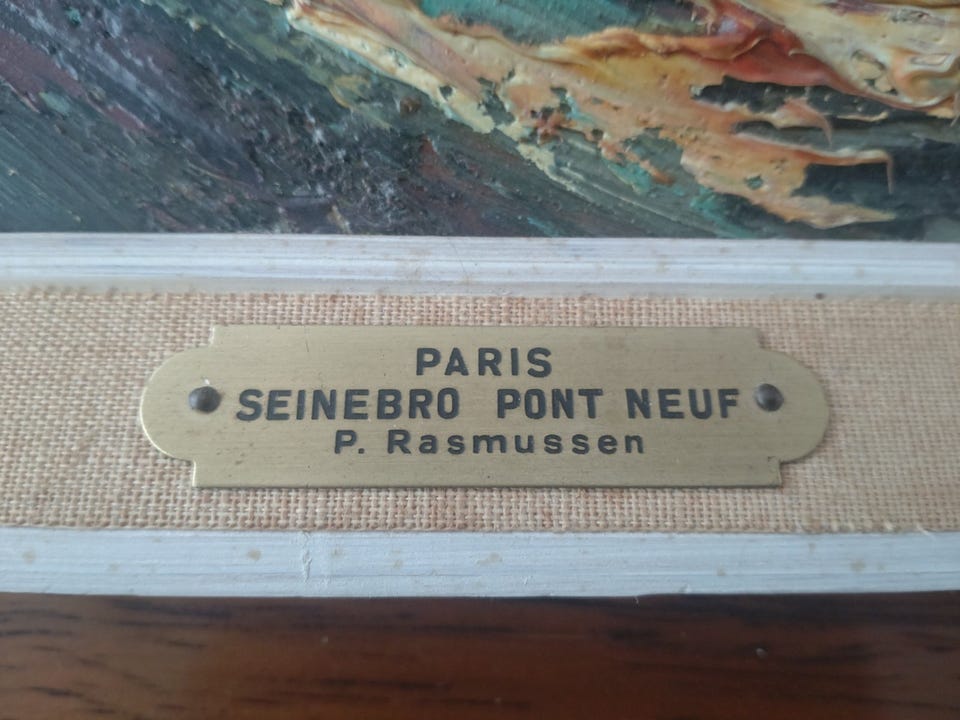 PARIS
SEINEBRO PONT NEUF
P. Rasmussen